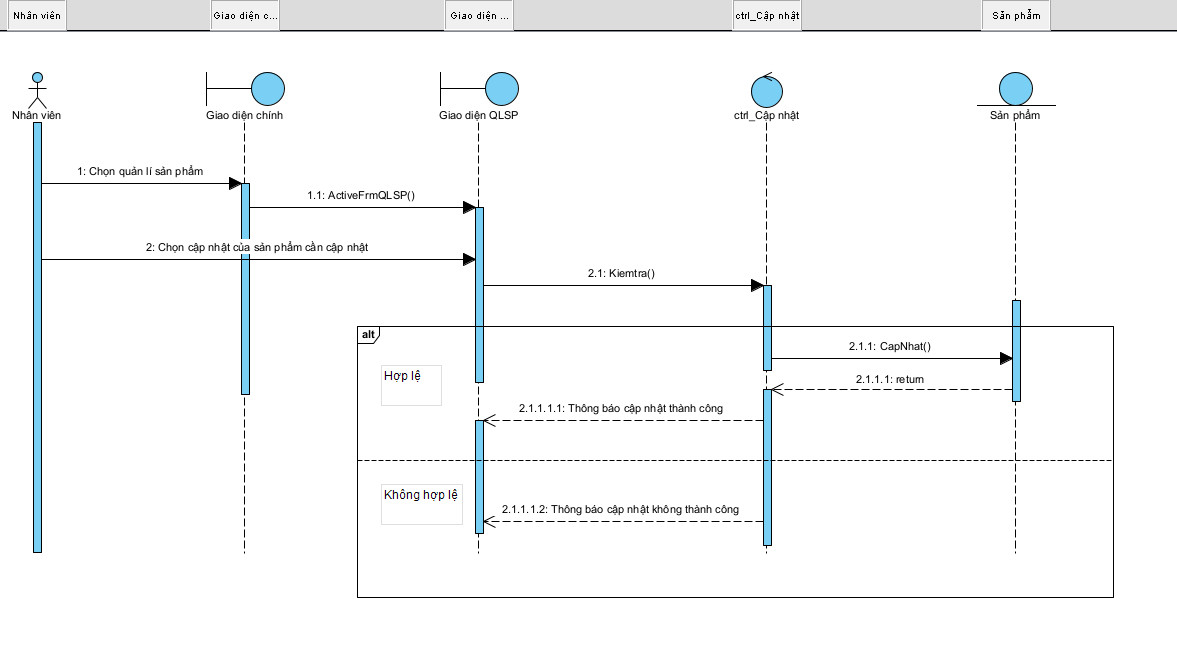 Nhân viên
Giao diện c...
Giao diện ...
ctrl_Cập nhật
Sản phẩm
Nhân viên
Giao diện chính
Giao diện QLSP
ctrl_Cập nhật
Sản phẩm
1: Chọn quản lí sản phẩm
1.1: ActiveFrmQLSP()
2: Chọn cập nhật của sản phẩm cần cập nhật
2.1: Kiemtra()
alt
2.1.1: CapNhat()
Hợp lệ
2.1.1.1: return
2.1.1.1.1: Thông báo cập nhật thành công
Không hợp lệ
2.1.1.1.2: Thông báo cập nhật không thành công